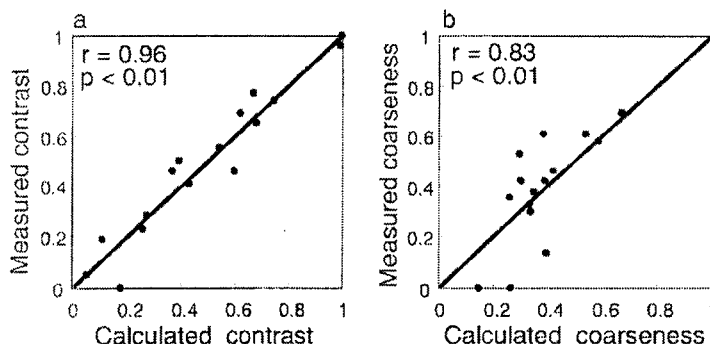 a
r = 0.96
p < 0.01
Measured contrast
1
0.8
0.6
0.4
0.2
0
0 0.2 0.4 0.6 0.8 1
Calculated contrast
b
r = 0.83
p < 0.01
Measured coarseness
1
0.8
0.6
0.4
0.2
0
0 0.2 0.4 0.6 0.8
Calculated coarseness